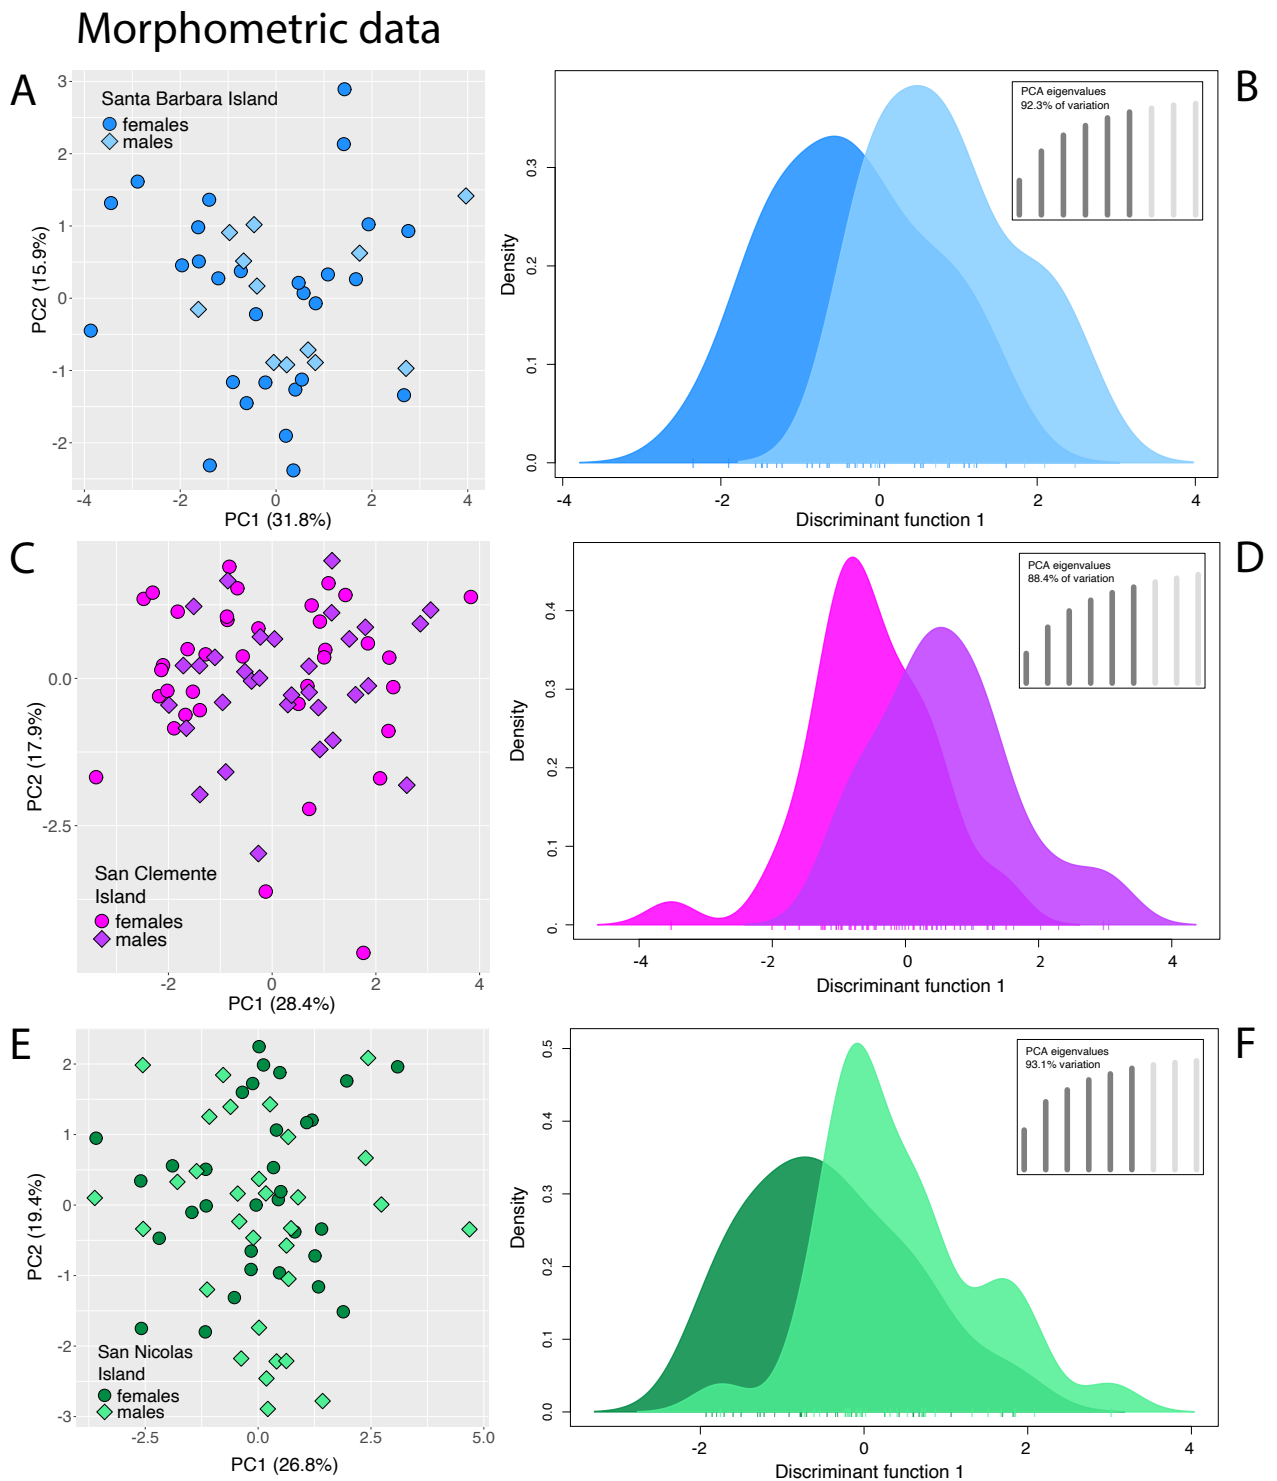 Morphometric data
A
Santa Barbara Island
females
males
3
2
1
0
-1
-2
PC2 (15.9%)
-4
-2
0
2
4
PC1 (31.8%)
B
PCA eigenvalues
92.3% of variation
0.3
0.2
0.1
0.0
Density
-4
-2
0
2
4
Discriminant function 1
C
0.0
-2.5
PC2 (17.9%)
San Clemente
Island
females
males
-2
0
2
4
PC1 (28.4%)
D
PCA eigenvalues
88.4% of variation
0.4
0.3
0.2
0.1
0.
Density
-4
-2
0
2
4
Discriminant function 1
E
2
1
0
-1
-2
-3
PC2 (19.4%)
San Nicolas
Island
females
males
-2.5
0.0
2.5
5.0
PC1 (26.8%)
F
PCA eigenvalues
93.1% variation
0.5
0.4
0.3
0.2
0.1
0.0
Density
-2
0
2
4
Discriminant function 1